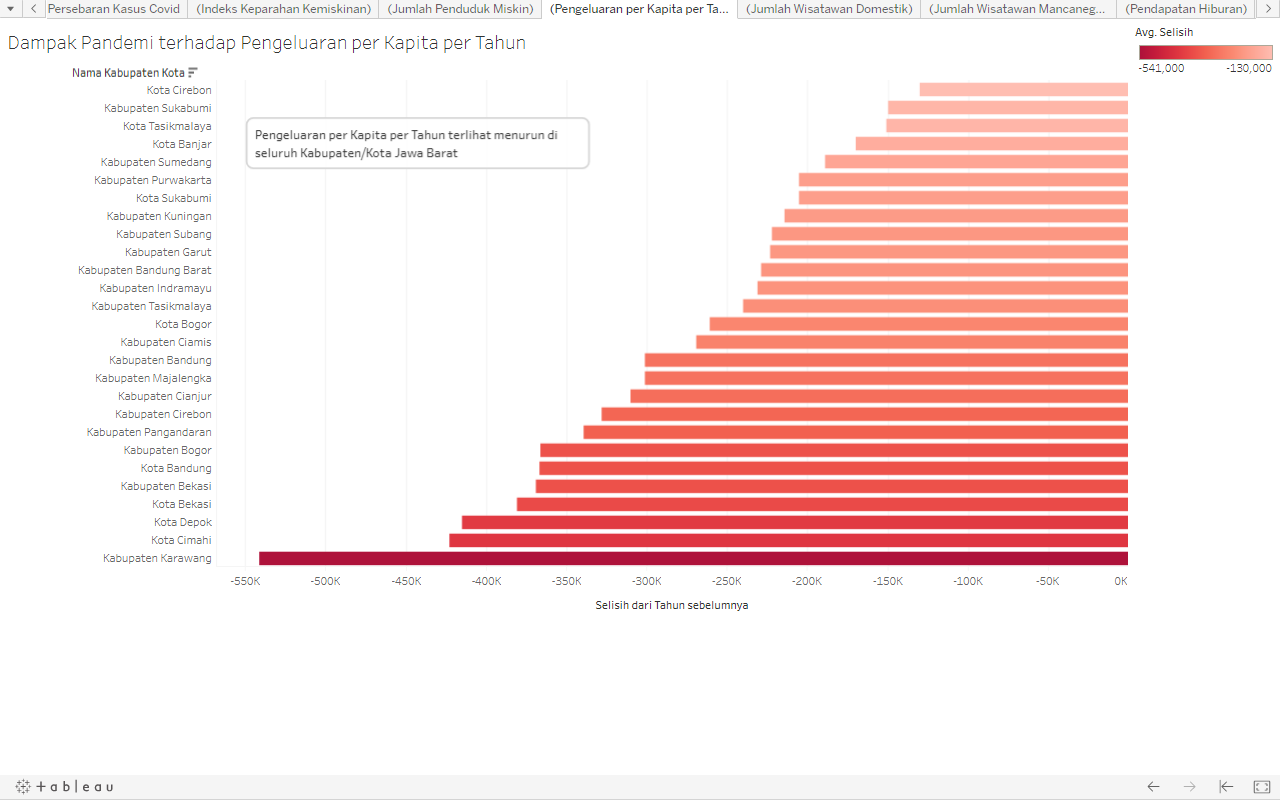 Persebaran Kasus Covid
(Indeks Keparahan Kemiskinan)
(Jumlah Penduduk Miskin)
(Pengeluaran per Kapita per Ta...
(Jumlah Wisatawan Domestik)
(Jumlah Wisatawan Mancaneg...
(Pendapatan Hiburan)
Dampak Pandemi terhadap Pengeluaran per Kapita per Tahun
Avg. Selisih
-541,000 -130,000
Nama Kabupaten Kota
Kota Cirebon
Kabupaten Sukabumi
Kota Tasikmalaya
Kota Banjar
Kabupaten Sumedang
Kabupaten Purwakarta
Kota Sukabumi
Kabupaten Kuningan
Kabupaten Subang
Kabupaten Garut
Kabupaten Bandung Barat
Kabupaten Indramayu
Kabupaten Tasikmalaya
Kota Bogor
Kabupaten Ciamis
Kabupaten Bandung
Kabupaten Majalengka
Kabupaten Cianjur
Kabupaten Cirebon
Kabupaten Pangandaran
Kabupaten Bogor
Kota Bandung
Kabupaten Bekasi
Kota Bekasi
Kota Depok
Kota Cimahi
Kabupaten Karawang
Pengeluaran per Kapita per Tahun terlihat menurun di
seluruh Kabupaten/Kota Jawa Barat
-550K -500K -450K -400K -350K -300K -250K -200K -150K -100K -50K 0K
Selisih dari Tahun sebelumnya
+ableau